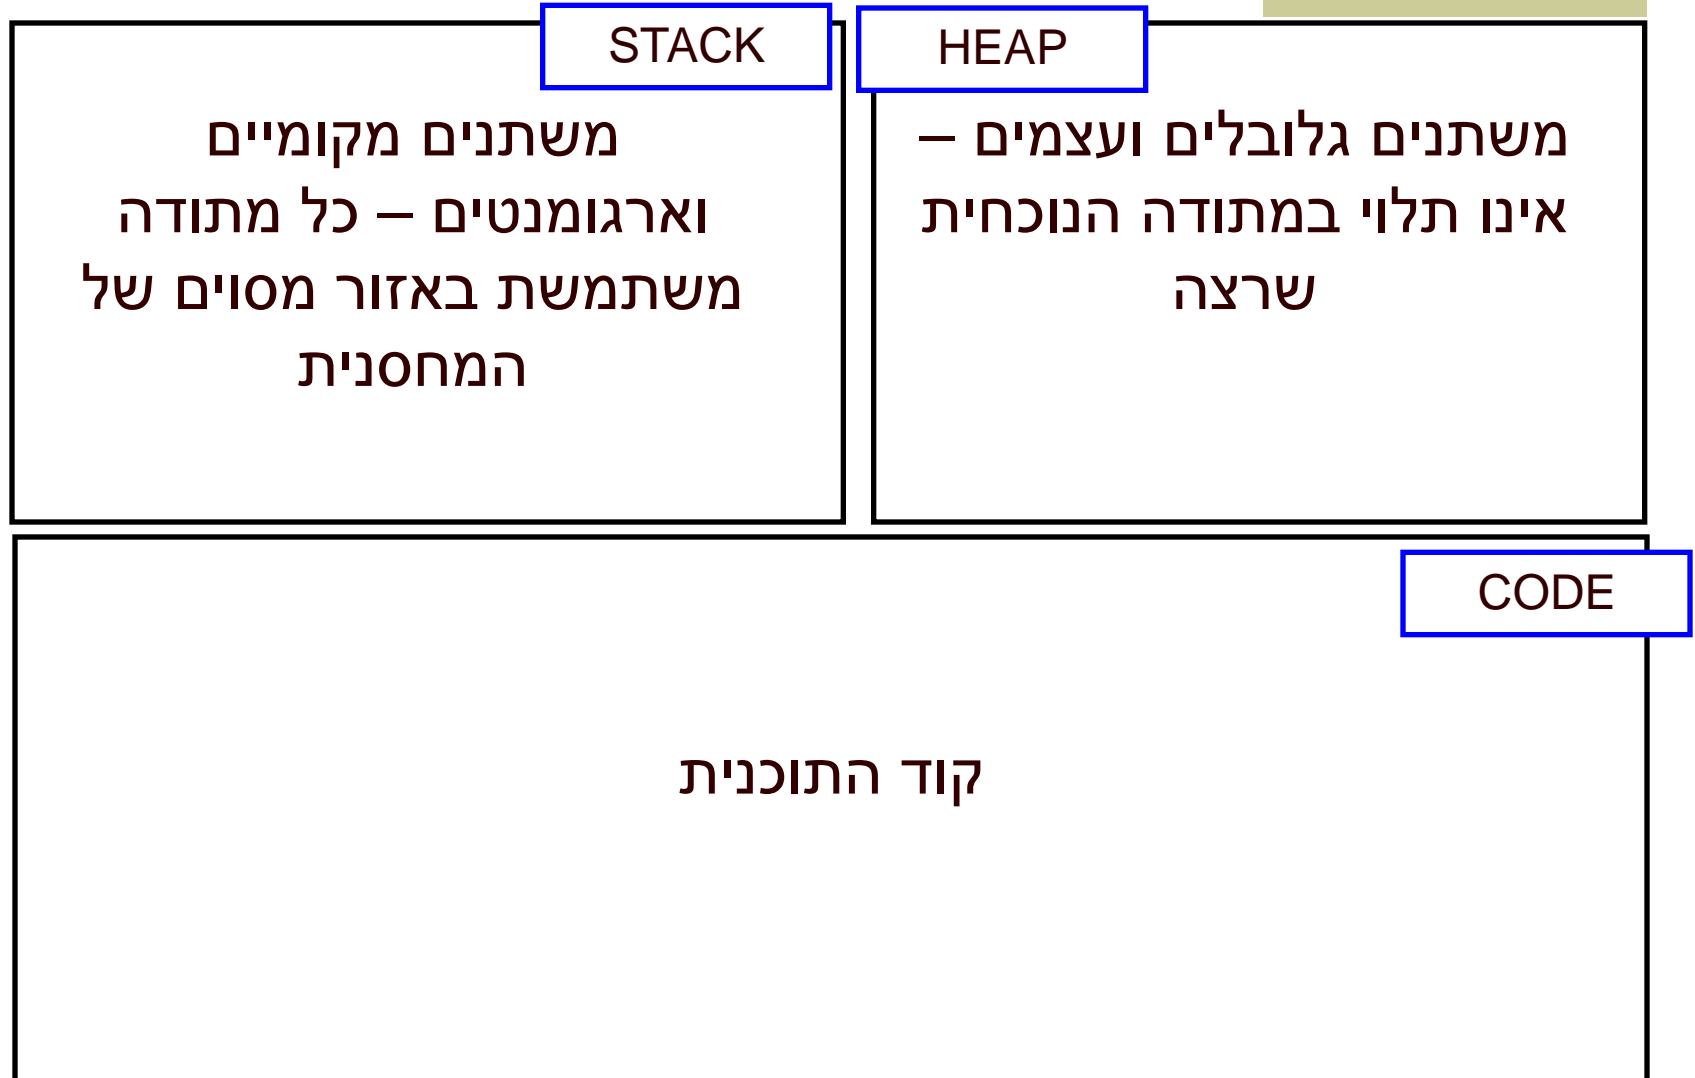 STACK
משתנים מקומיים
וארגומנטים – כל מתודה
משתמשת באזור מסוים של
המחסנית
HEAP
משתנים גלובלים ועצמים –
אינו תלוי במתודה הנוכחית
שרצה
CODE
קוד התוכנית